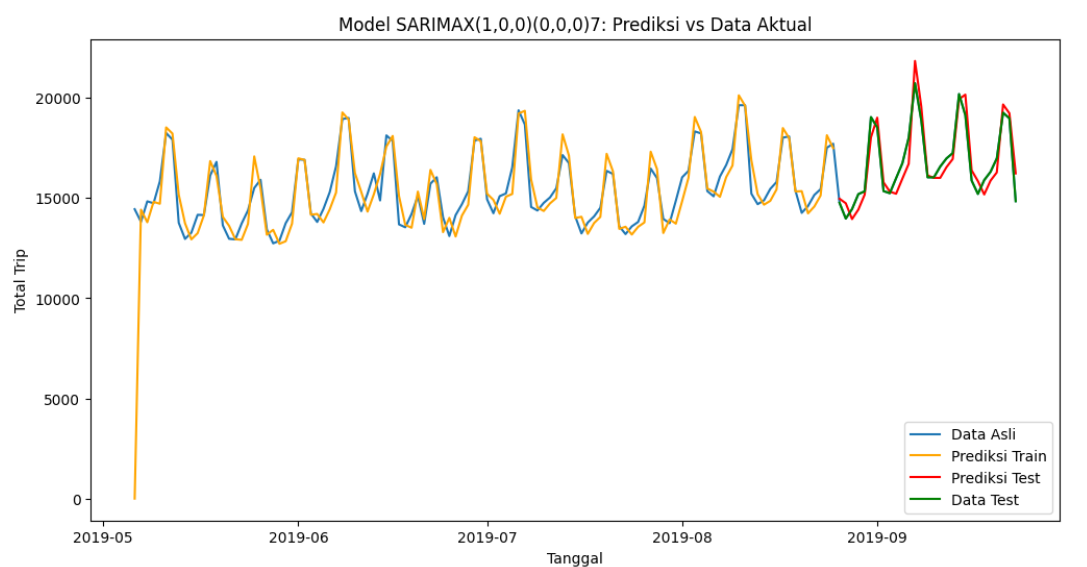 Model SARIMAX(1,0,0)(0,0,0)7: Prediksi vs Data Aktual
Total Trip
20000
15000
10000
5000
0
Data Asli
Prediksi Train
Prediksi Test
Data Test
2019-05 2019-06 2019-07 2019-08 2019-09
Tanggal